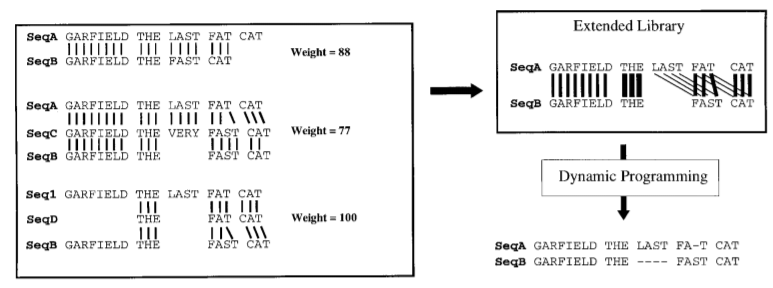 SeqA GARFIELD THE LAST FAT CAT
SeqB GARFIELD THE FAST CAT
Weight = 88
SeqA GARFIELD THE LAST FAT CAT
SeqC GARFIELD THE VERY FAST CAT
SeqB GARFIELD THE FAST CAT
Weight = 77
Seq1 GARFIELD THE LAST FAT CAT
SeqD THE FAT CAT
SeqB GARFIELD THE FAST CAT
Weight = 100
Extended Library
SeqA GARFIELD THE LAST FAT CAT
SeqB GARFIELD THE FAST CAT
Dynamic Programming
SeqA GARFIELD THE LAST FA-T CAT
SeqB GARFIELD THE ---- FAST CAT